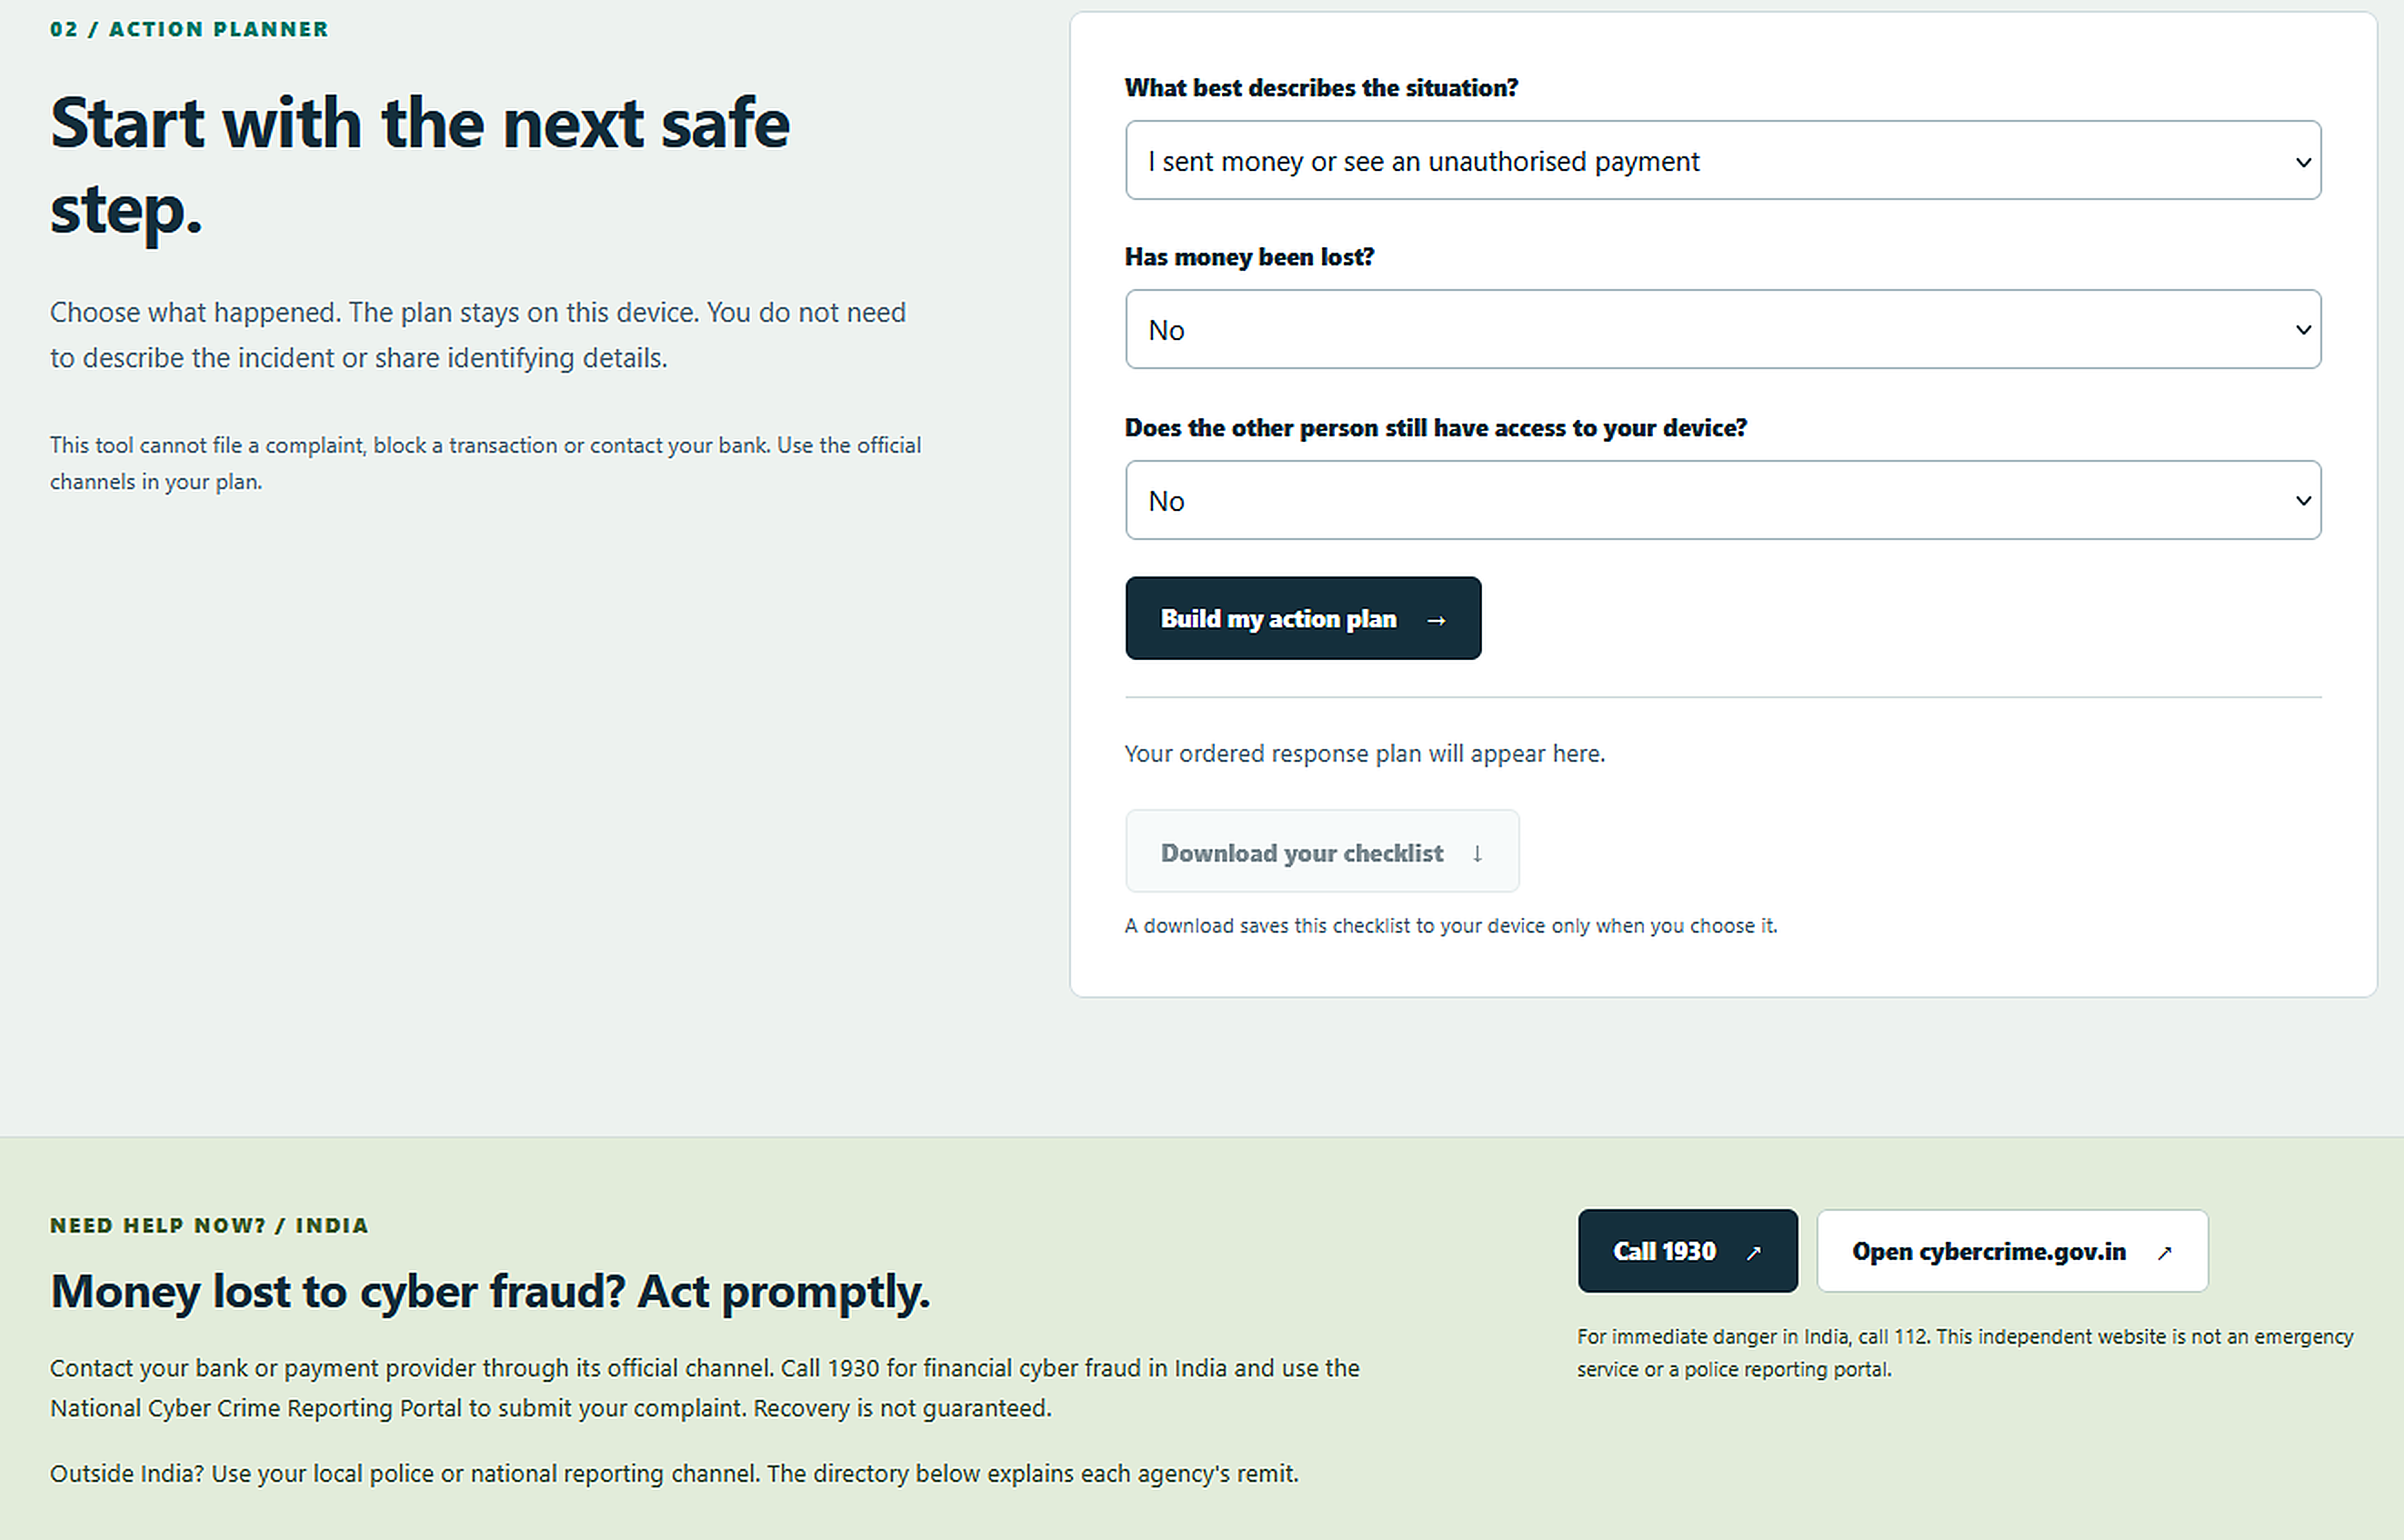 02 / ACTION PLANNER
Start with the next safe
step.
Choose what happened. The plan stays on this device. You do not need
to describe the incident or share identifying details.
This tool cannot file a complaint, block a transaction or contact your bank. Use the official
channels in your plan.
What best describes the situation?
I sent money or see an unauthorised payment
Has money been lost?
No
Does the other person still have access to your device?
No
Build my action plan →
Your ordered response plan will appear here.
Download your checklist ↓
A download saves this checklist to your device only when you choose it.
NEED HELP NOW? / INDIA
Money lost to cyber fraud? Act promptly.
Contact your bank or payment provider through its official channel. Call 1930 for financial cyber fraud in India and use the
National Cyber Crime Reporting Portal to submit your complaint. Recovery is not guaranteed.
Outside India? Use your local police or national reporting channel. The directory below explains each agency's remit.
Call 1930 ↗
Open cybercrime.gov.in ↗
For immediate danger in India, call 112. This independent website is not an emergency
service or a police reporting portal.